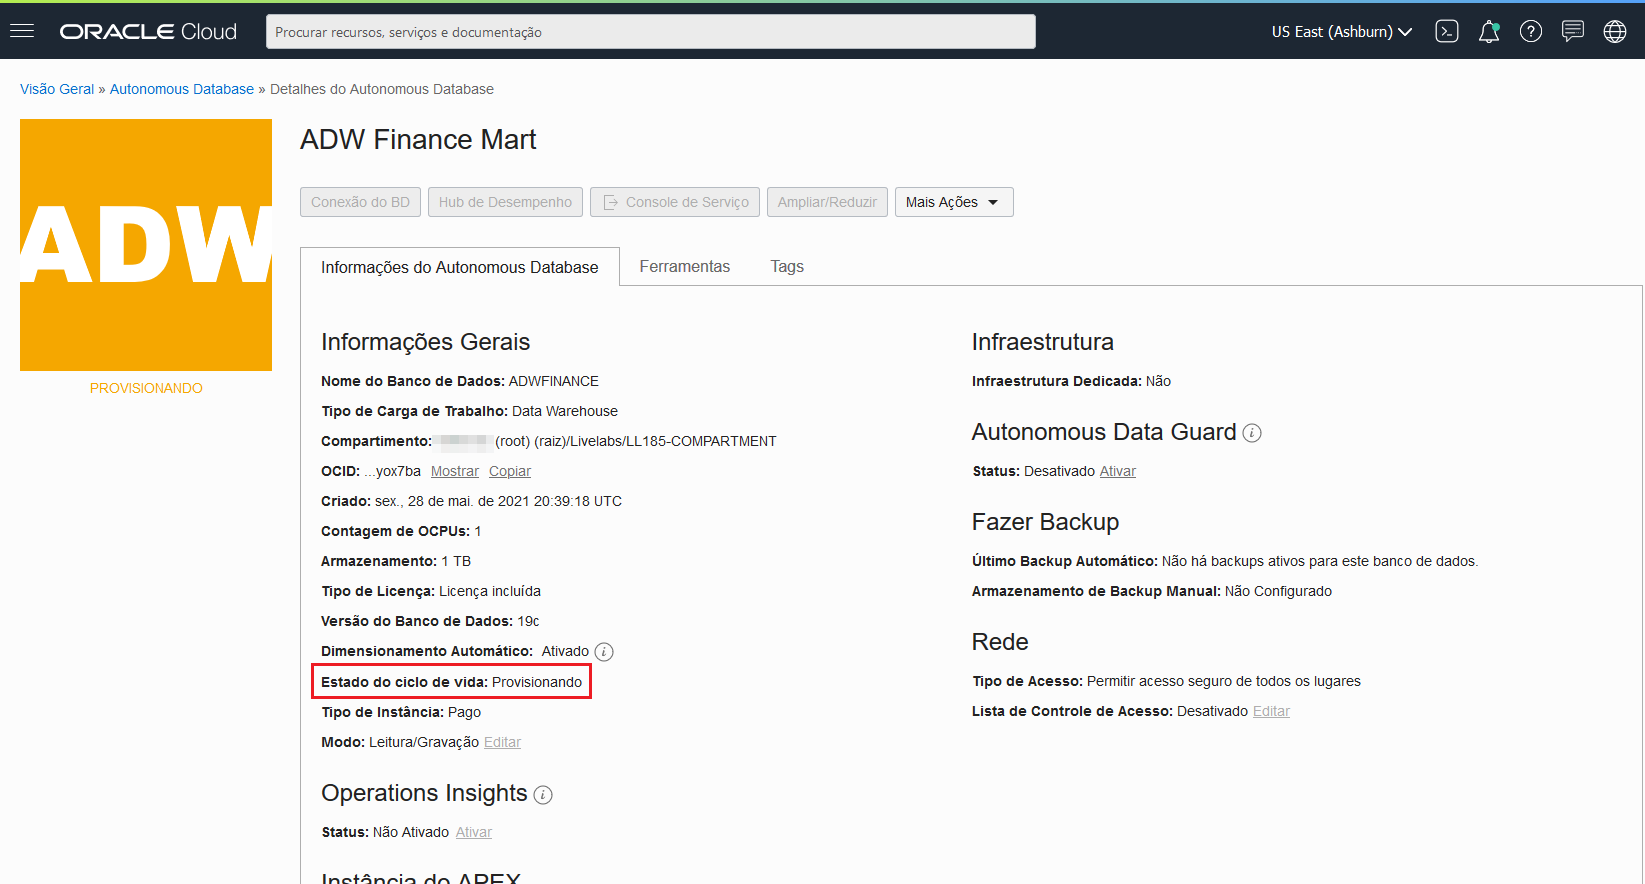 ORACLE Cloud
Procurar recursos, serviços e documentação
US East (Ashburn)
Visão Geral » Autonomous Database » Detalhes do Autonomous Database
ADW
PROVISIONANDO
ADW Finance Mart
Conexão do BD
Hub de Desempenho
Console de Serviço
Ampliar/Reduzir
Mais Ações
Informações do Autonomous Database
Ferramentas
Tags
Informações Gerais
Nome do Banco de Dados: ADWFINANCE
Tipo de Carga de Trabalho: Data Warehouse
Compartimento: (root) (raiz)/Livelabs/LL185-COMPARTMENT
OCID: ...yox7ba Mostrar Copiar
Criado: sex., 28 de mai. de 2021 20:39:18 UTC
Contagem de OCPUs: 1
Armazenamento: 1 TB
Tipo de Licença: Licença incluída
Versão do Banco de Dados: 19c
Dimensionamento Automático: Ativado
Estado do ciclo de vida: Provisionando
Tipo de Instância: Pago
Modo: Leitura/Gravação Editar
Operations Insights
Status: Não Ativado Ativar
Instância do APEX
Infraestrutura
Infraestrutura Dedicada: Não
Autonomous Data Guard
Status: Desativado Ativar
Fazer Backup
Último Backup Automático: Não há backups ativos para este banco de dados.
Armazenamento de Backup Manual: Não Configurado
Rede
Tipo de Acesso: Permitir acesso seguro de todos os lugares
Lista de Controle de Acesso: Desativado Editar